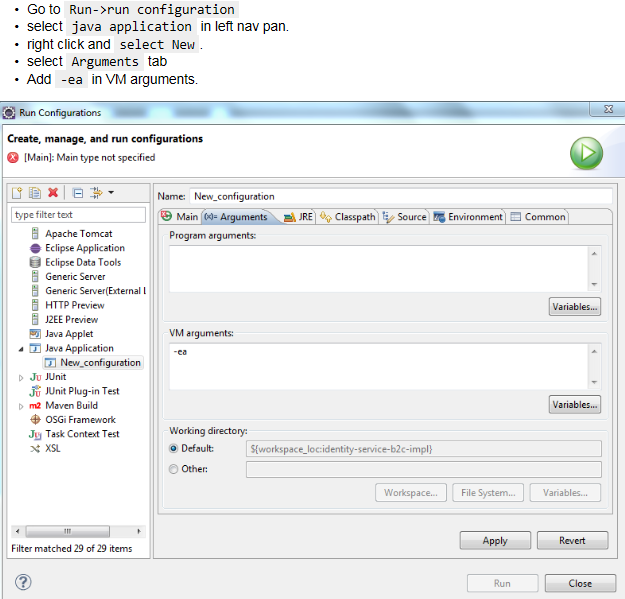 • Go to Run->run configuration
• select java application in left nav pan.
• right click and select New.
• select Arguments tab
• Add -ea in VM arguments.
Run Configurations
Create, manage, and run configurations
[Main]: Main type not specified
type filter text
Apache Tomcat
Eclipse Application
Eclipse Data Tools
Generic Server
Generic Server(External L
HTTP Preview
J2EE Preview
Java Applet
Java Application
New_configuration
JUnit
JUnit Plug-in Test
Maven Build
OSGi Framework
Task Context Test
XSL
Filter matched 29 of 29 items
Name: New_configuration
Main Arguments JRE Classpath Source Environment Common
Program arguments:
Variables...
VM arguments:
-ea
Variables...
Working directory:
Default: ${workspace_loc:identity-service-b2c-impl}
Other:
Workspace... File System... Variables...
Apply Revert
Run Close